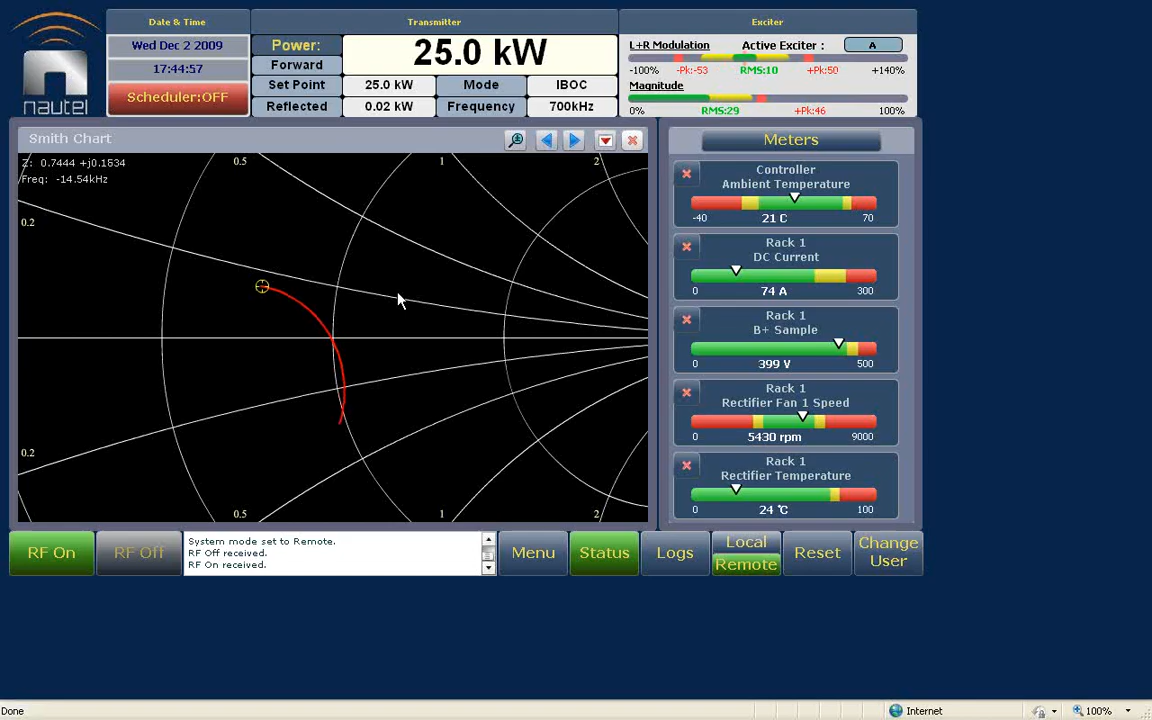 nautel
Date & Time
Wed Dec 2 2009
17:44:57
Scheduler:OFF
Transmitter
Power:
Forward
25.0 kW
Set Point
25.0 kW
Mode
IBOC
Reflected
0.02 kW
Frequency
700kHz
Exciter
L+R Modulation
Active Exciter :
A
-100%
-Pk:-53
RMS:10
+Pk:50
+140%
Magnitude
0%
RMS:29
+Pk:46
100%
Smith Chart
Z: 0.7444 +j0.1634
Freq: -14.54kHz
0.5
1
2
0.2
0.2
0.5
1
2
Meters
Controller
Ambient Temperature
-40
21 C
70
Rack 1
DC Current
0
74 A
300
Rack 1
B+ Sample
0
399 V
500
Rack 1
Rectifier Fan 1 Speed
0
5430 rpm
9000
Rack 1
Rectifier Temperature
0
24 °C
100
RF On
RF Off
System mode set to Remote.
RF Off received.
RF On received.
Menu
Status
Logs
Local
Remote
Reset
Change
User
Done
Internet
100%